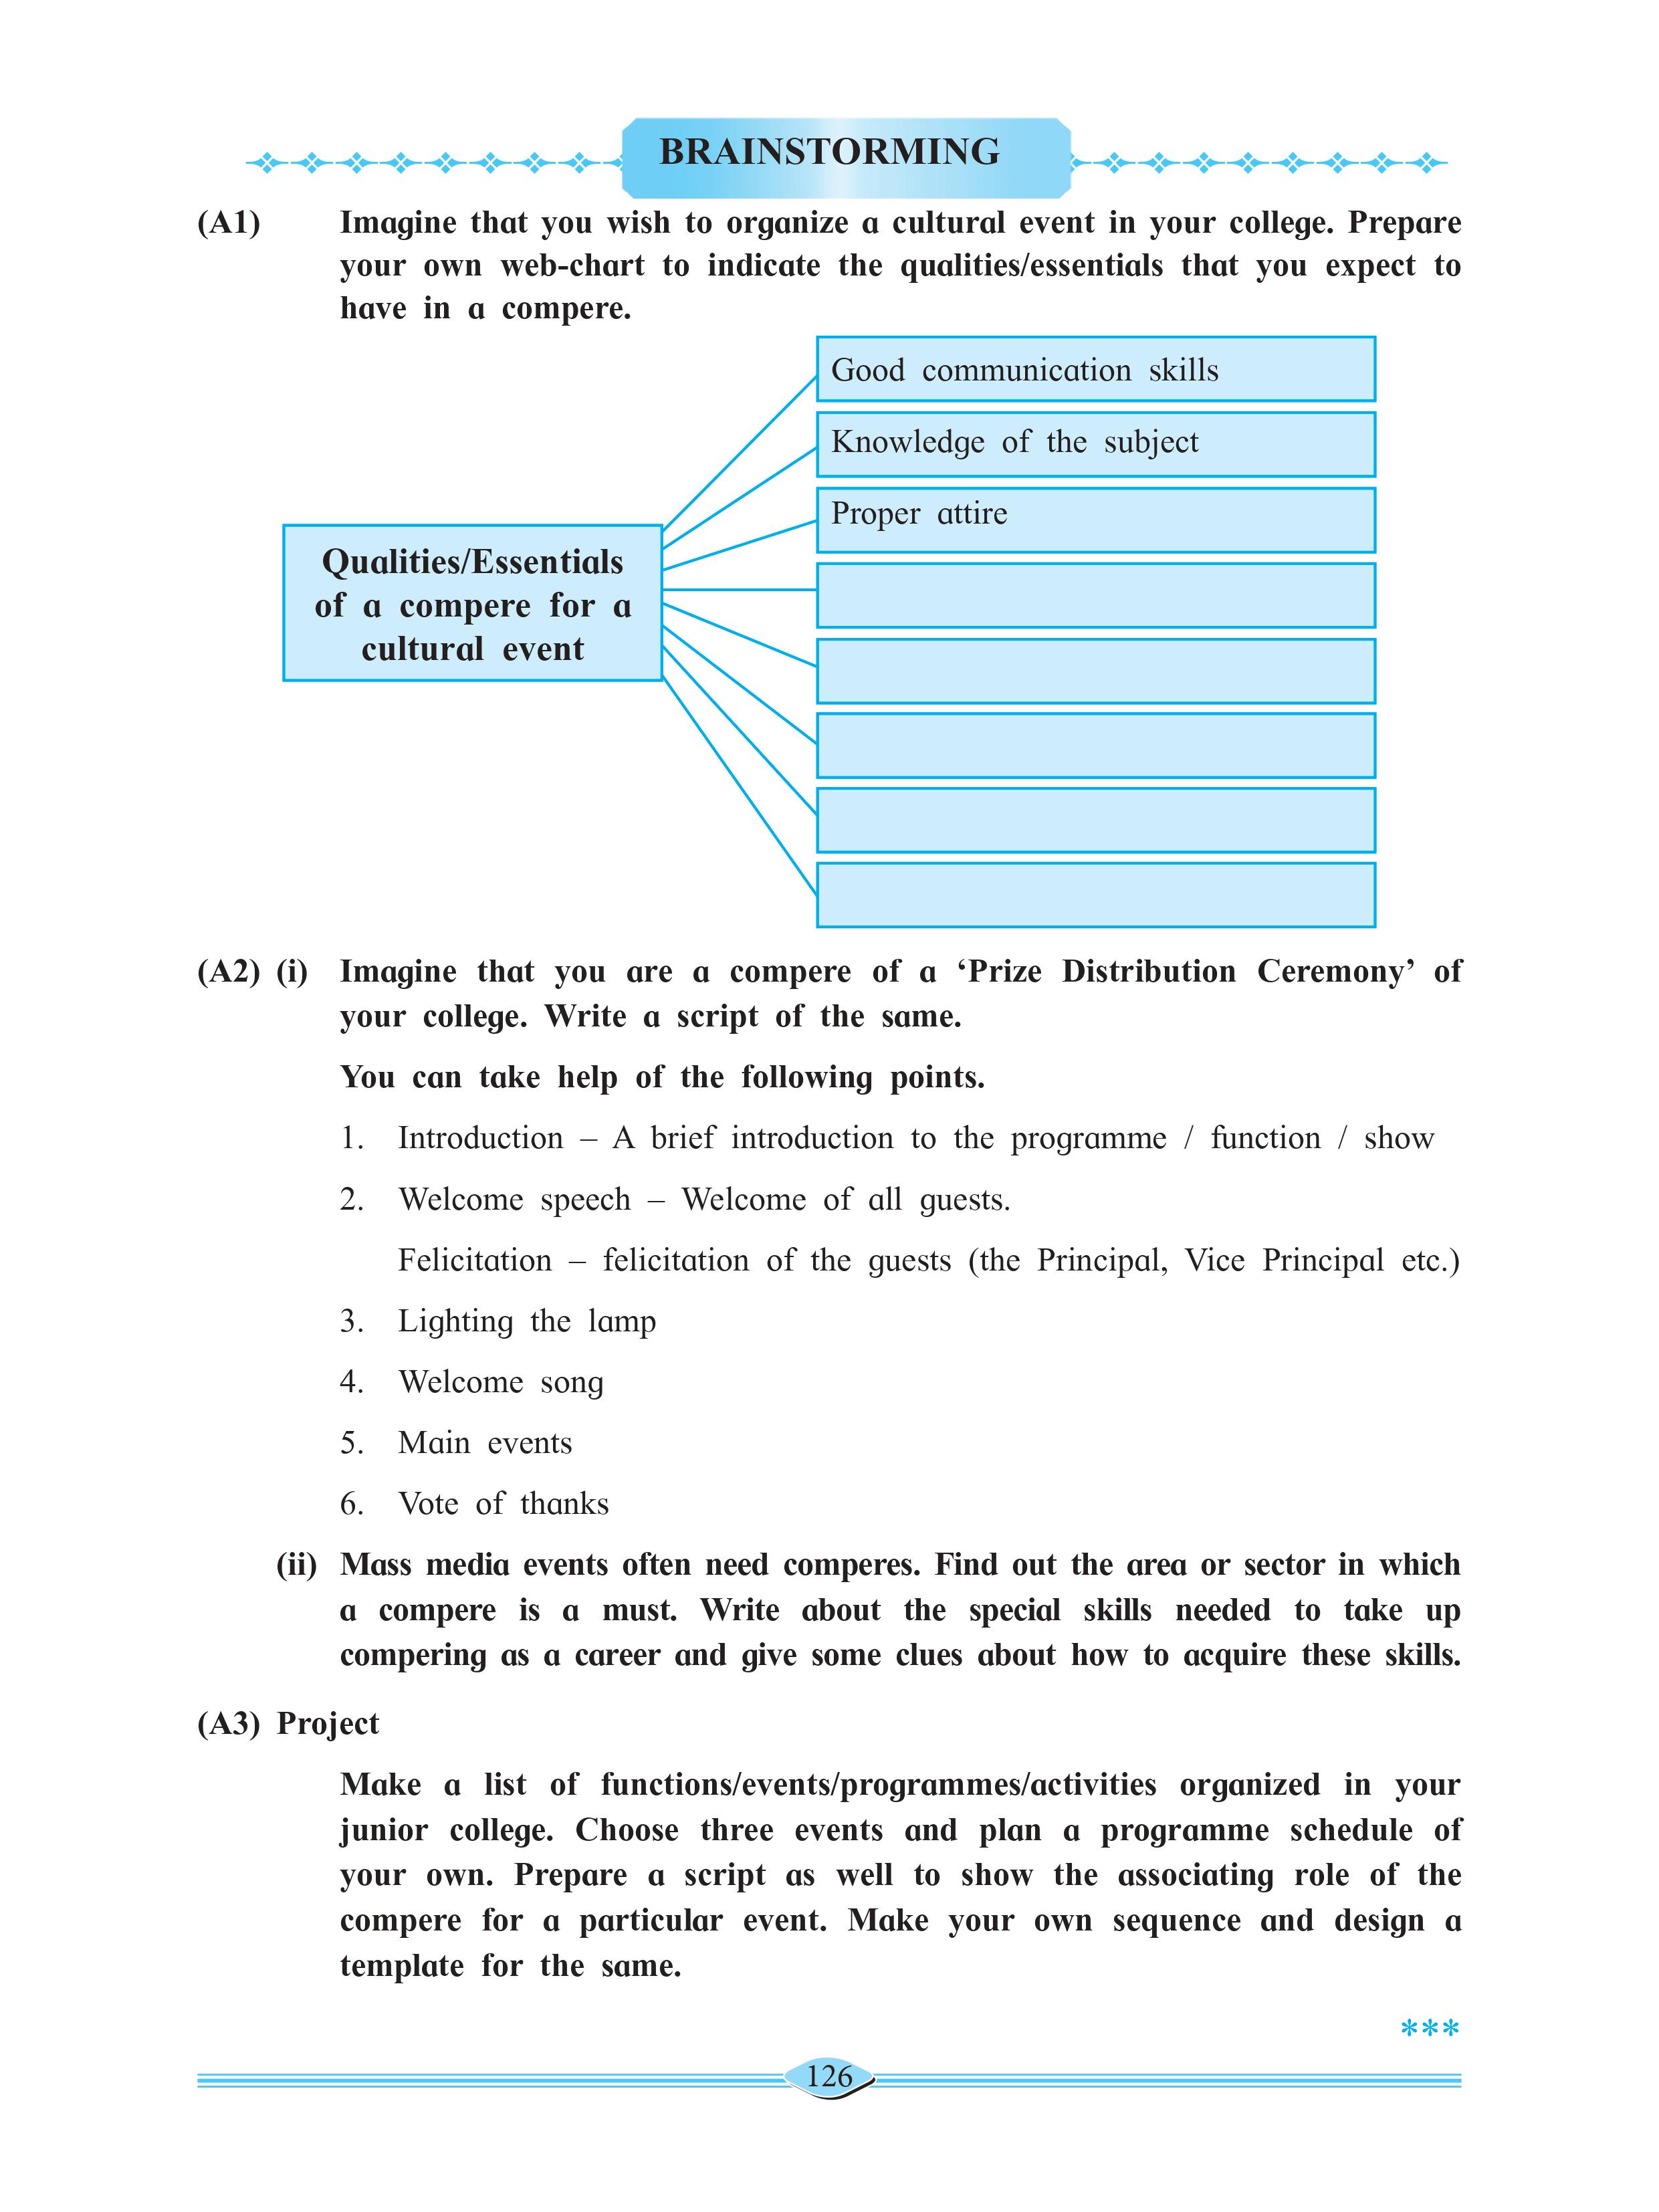 BRAINSTORMING
(A1) Imagine that you wish to organize a cultural event in your college. Prepare
your own web-chart to indicate the qualities/essentials that you expect to
have in a compere.
Good communication skills
Knowledge of the subject
Proper attire
Qualities/Essentials
of a compere for a
cultural event
(A2) (i) Imagine that you are a compere of a ‘Prize Distribution Ceremony’ of
your college. Write a script of the same.
You can take help of the following points.
1. Introduction – A brief introduction to the programme / function / show
2. Welcome speech – Welcome of all guests.
Felicitation – felicitation of the guests (the Principal, Vice Principal etc.)
3. Lighting the lamp
4. Welcome song
5. Main events
6. Vote of thanks
(ii) Mass media events often need comperes. Find out the area or sector in which
a compere is a must. Write about the special skills needed to take up
compering as a career and give some clues about how to acquire these skills.
(A3) Project
Make a list of functions/events/programmes/activities organized in your
junior college. Choose three events and plan a programme schedule of
your own. Prepare a script as well to show the associating role of the
compere for a particular event. Make your own sequence and design a
template for the same.
***
126